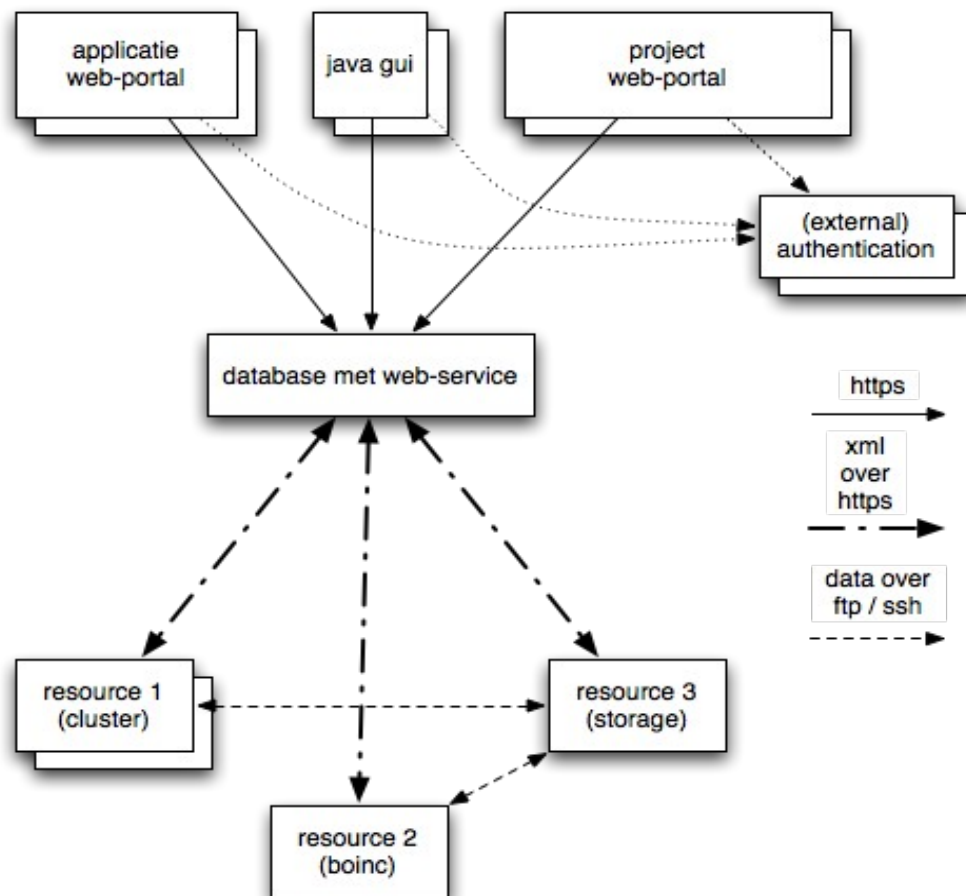 applicatie
web-portal
java gui
project
web-portal
(external)
authentication
database met web-service
https
xml
over
https
data over
ftp / ssh
resource 1
(cluster)
resource 3
(storage)
resource 2
(boinc)